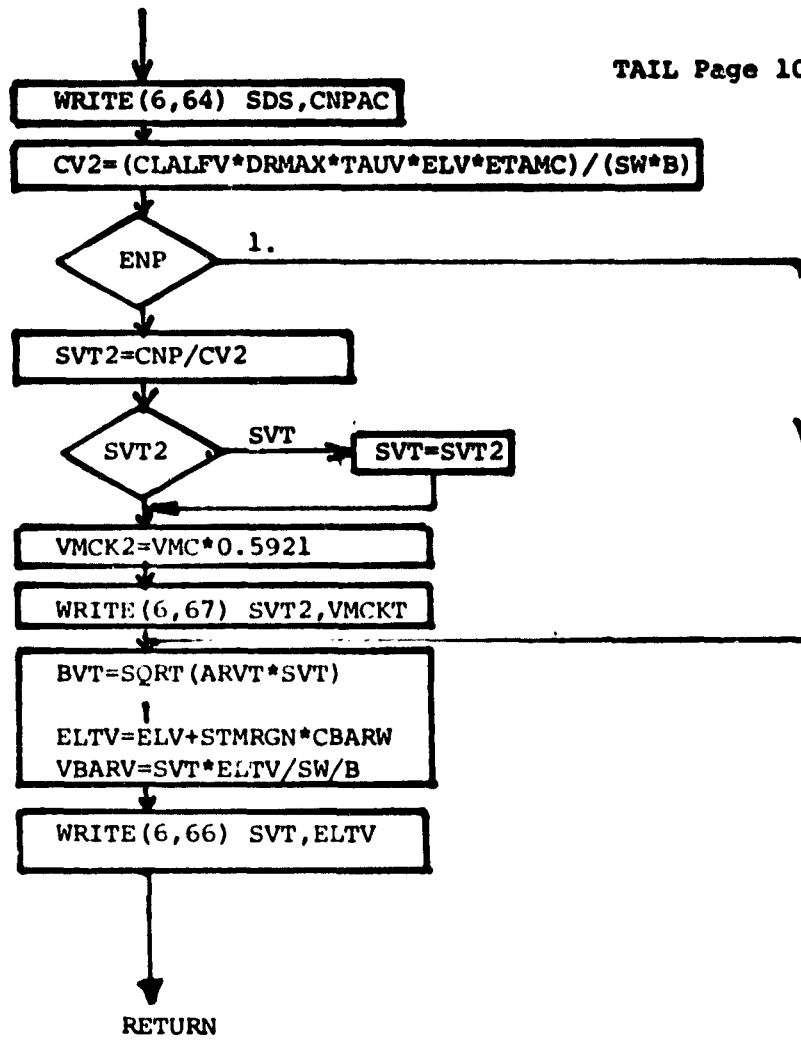 TAIL Page 10
WRITE(6,64) SDS,CNPAC
CV2=(CLALFV*DRMAX*TAUV*ELV*ETAMC)/(SW*B)
ENP
1.
SVT2=CNP/CV2
SVT2
SVT
SVT=SVT2
VMCK2=VMC*0.5921
WRITE(6,67) SVT2,VMCKT
BVT=SQRT(ARVT*SVT)
ELTV=ELV+STMRGN*CBARW
VBARV=SVT*ELTV/SW/B
WRITE(6,66) SVT,ELTV
RETURN